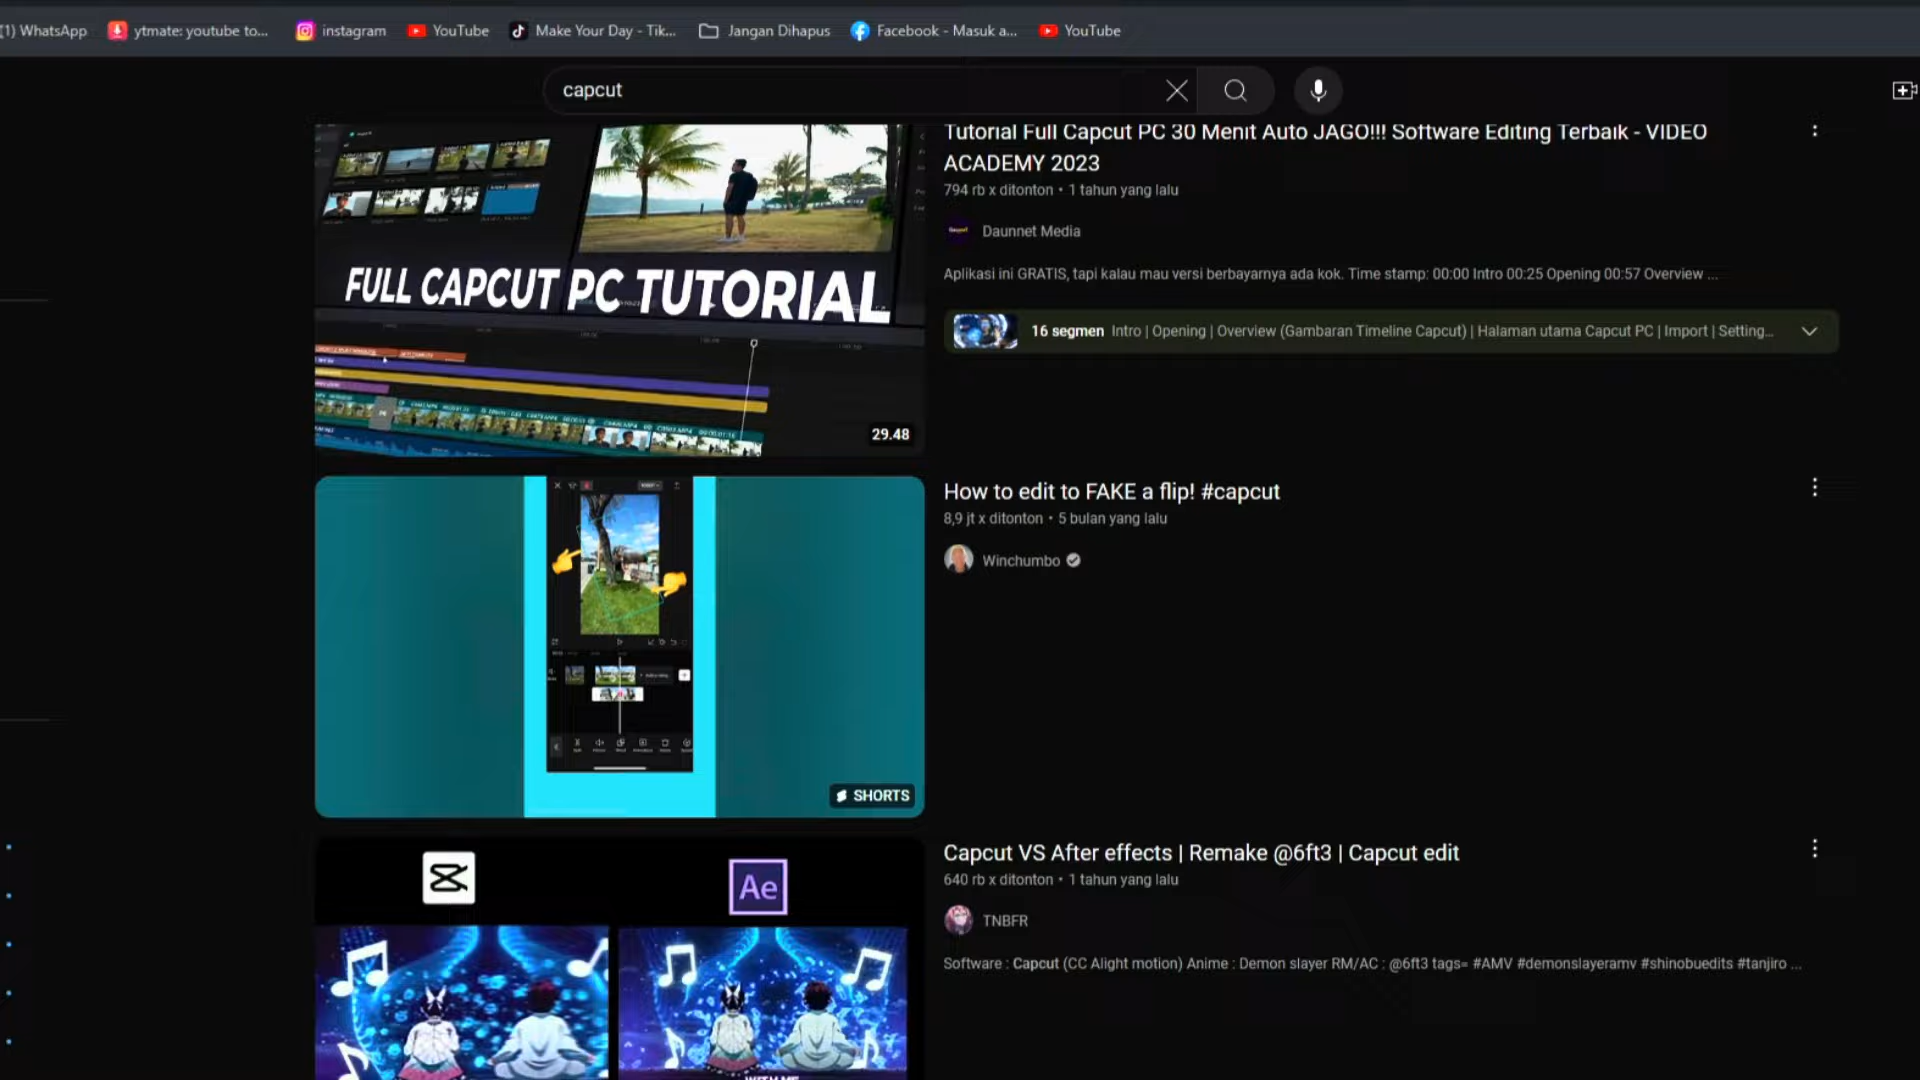 (1) WhatsApp
ytmate: youtube to...
instagram
YouTube
Make Your Day - Tik...
Jangan Dihapus
Facebook - Masuk a...
YouTube
capcut
FULL CAPCUT PC TUTORIAL
29.48
Tutorial Full Capcut PC 30 Menit Auto JAGO!!! Software Editing Terbaik - VIDEO
ACADEMY 2023
794 rb x ditonton • 1 tahun yang lalu
Daunnet Media
Aplikasi ini GRATIS, tapi kalau mau versi berbayarnya ada kok. Time stamp: 00:00 Intro 00:25 Opening 00:57 Overview ...
16 segmen Intro | Opening | Overview (Gambaran Timeline Capcut) | Halaman utama Capcut PC | Import | Setting...
SHORTS
How to edit to FAKE a flip! #capcut
8,9 jt x ditonton • 5 bulan yang lalu
Winchumbo
Ae
WITH ME
Capcut VS After effects | Remake @6ft3 | Capcut edit
640 rb x ditonton • 1 tahun yang lalu
TNBFR
Software : Capcut (CC Alight motion) Anime : Demon slayer RM/AC : @6ft3 tags= #AMV #demonslayeramv #shinobuedits #tanjiro ...